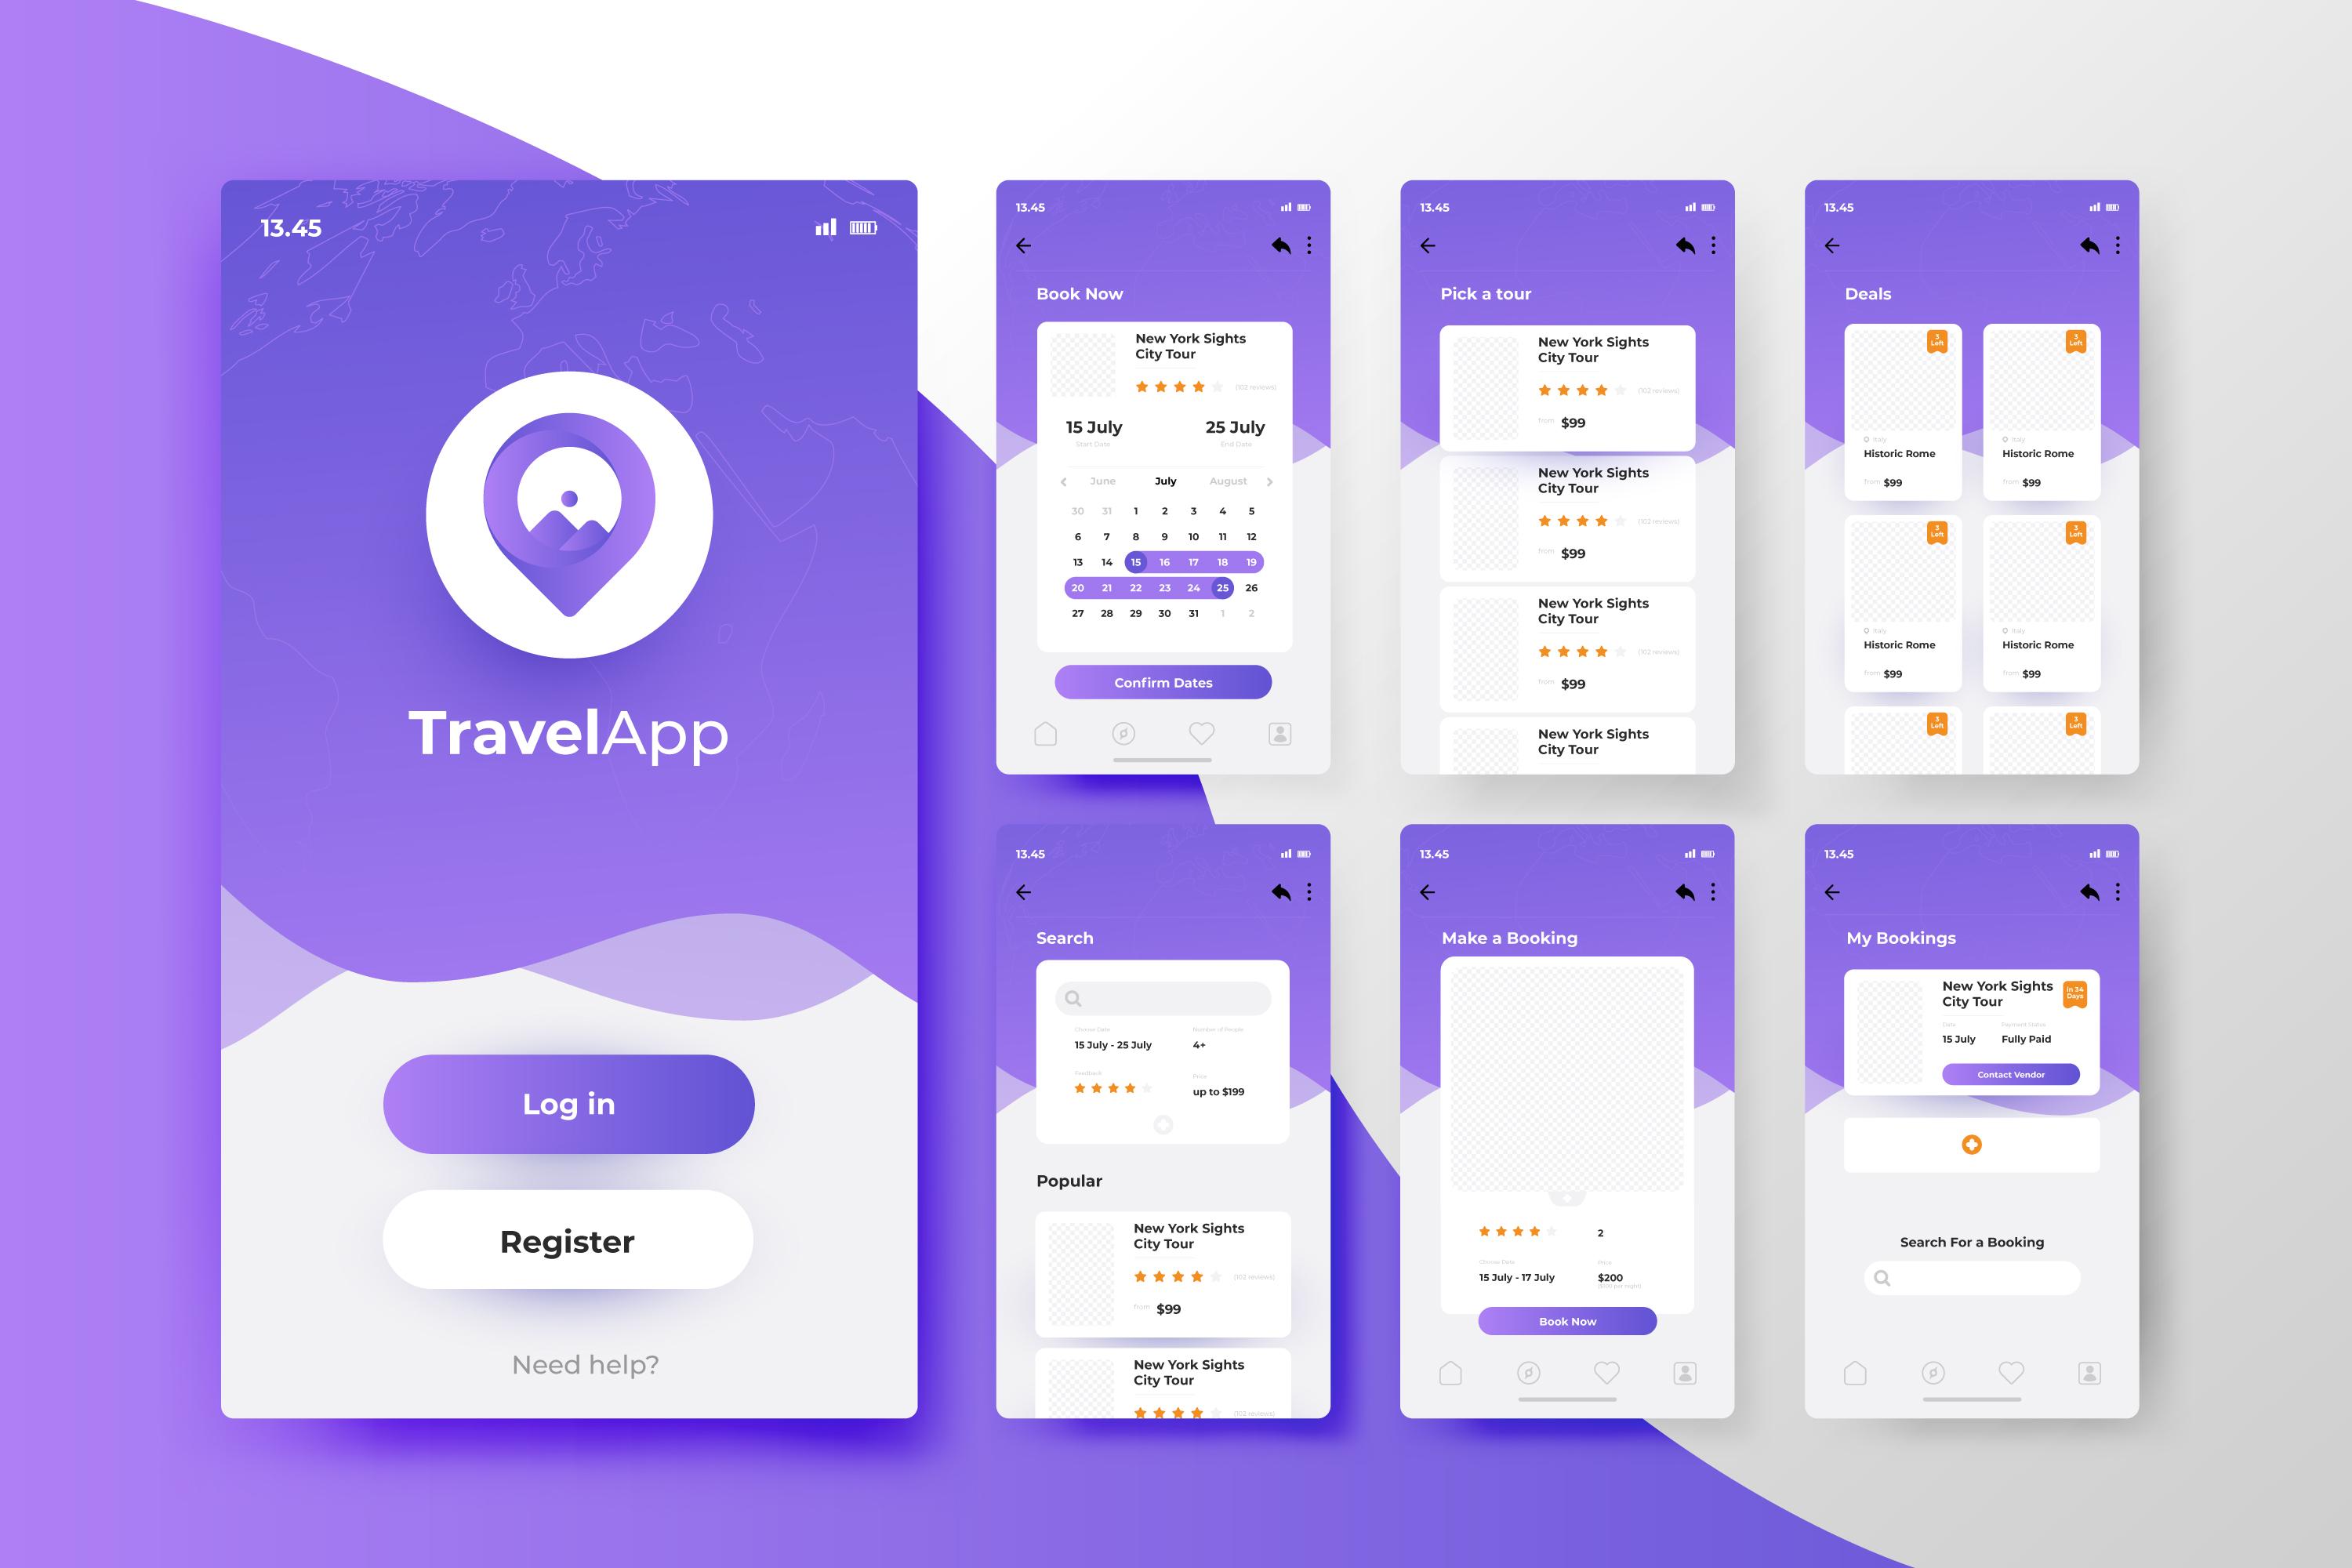 13.45
TravelApp
Log in
Register
Need help?
13.45
Book Now
New York Sights
City Tour
(102 reviews)
15 July 25 July
Start Date End Date
June July August
30 31 1 2 3 4 5
6 7 8 9 10 11 12
13 14 15 16 17 18 19
20 21 22 23 24 25 26
27 28 29 30 31 1 2
Confirm Dates
13.45
Pick a tour
New York Sights
City Tour
(102 reviews)
from $99
New York Sights
City Tour
(102 reviews)
from $99
New York Sights
City Tour
(102 reviews)
from $99
New York Sights
City Tour
13.45
Deals
3 Left
3 Left
Italy Italy
Historic Rome Historic Rome
from $99 from $99
3 Left
3 Left
Italy Italy
Historic Rome Historic Rome
from $99 from $99
3 Left
3 Left
13.45
Search
Choose Date Number of People
15 July - 25 July 4+
Feedback Price
up to $199
Popular
New York Sights
City Tour
(102 reviews)
from $99
New York Sights
City Tour
(102 reviews)
13.45
Make a Booking
2
Choose Date Price
15 July - 17 July $200
Book Now
13.45
My Bookings
New York Sights
City Tour
in 34
Days
Date Payment Status
15 July Fully Paid
Contact Vendor
Search For a Booking